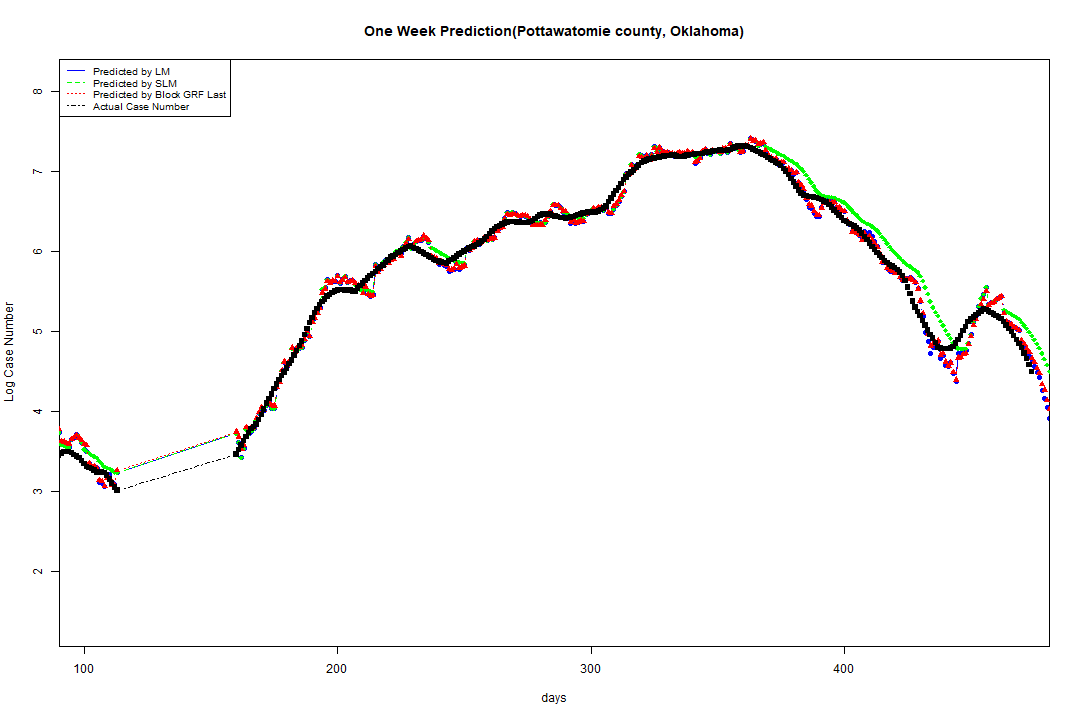 One Week Prediction(Pottawatomie county, Oklahoma)
Predicted by LM
Predicted by SLM
Predicted by Block GRF Last
Actual Case Number
8
7
6
5
4
3
2
Log Case Number
100 200 300 400
days